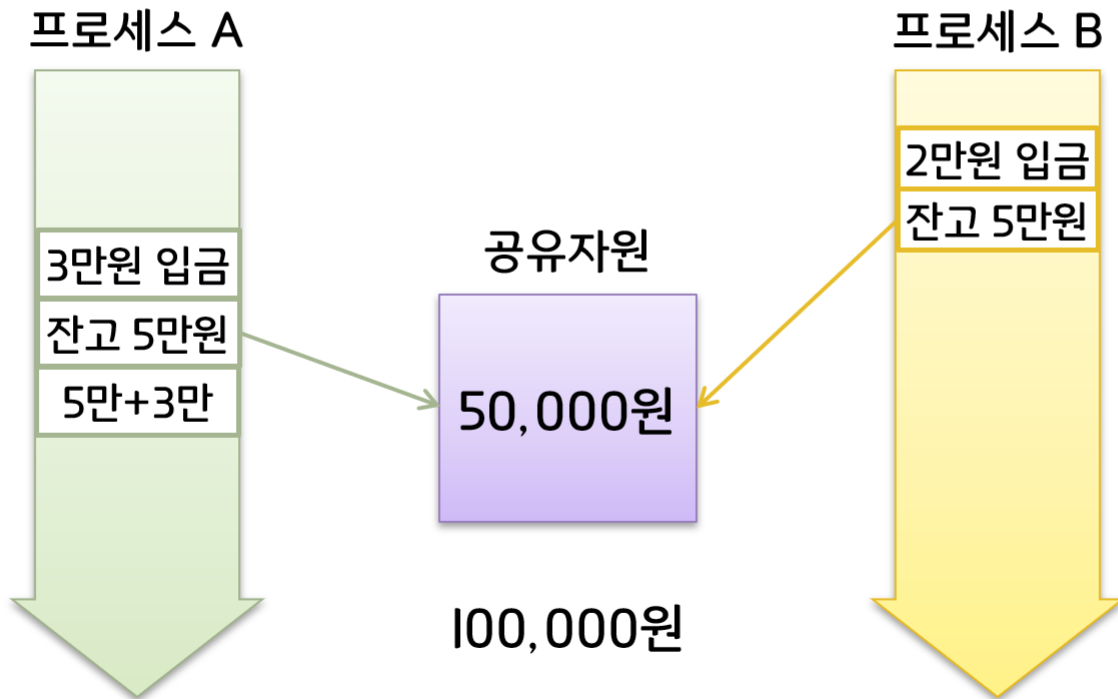 프로세스 A
3만원 입금
잔고 5만원
5만+3만
공유자원
50,000원
100,000원
프로세스 B
2만원 입금
잔고 5만원